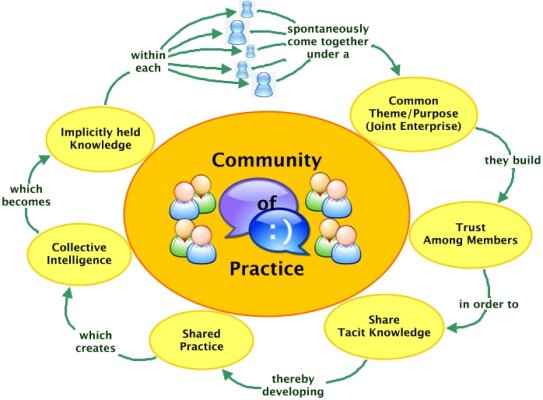 within
each
spontaneously
come together
under a
Common
Theme/Purpose
(Joint Enterprise)
they build
Trust
Among Members
in order to
Share
Tacit Knowledge
thereby
developing
Shared
Practice
which
creates
Collective
Intelligence
which
becomes
Implicitly held
Knowledge
Community
of
:)
Practice